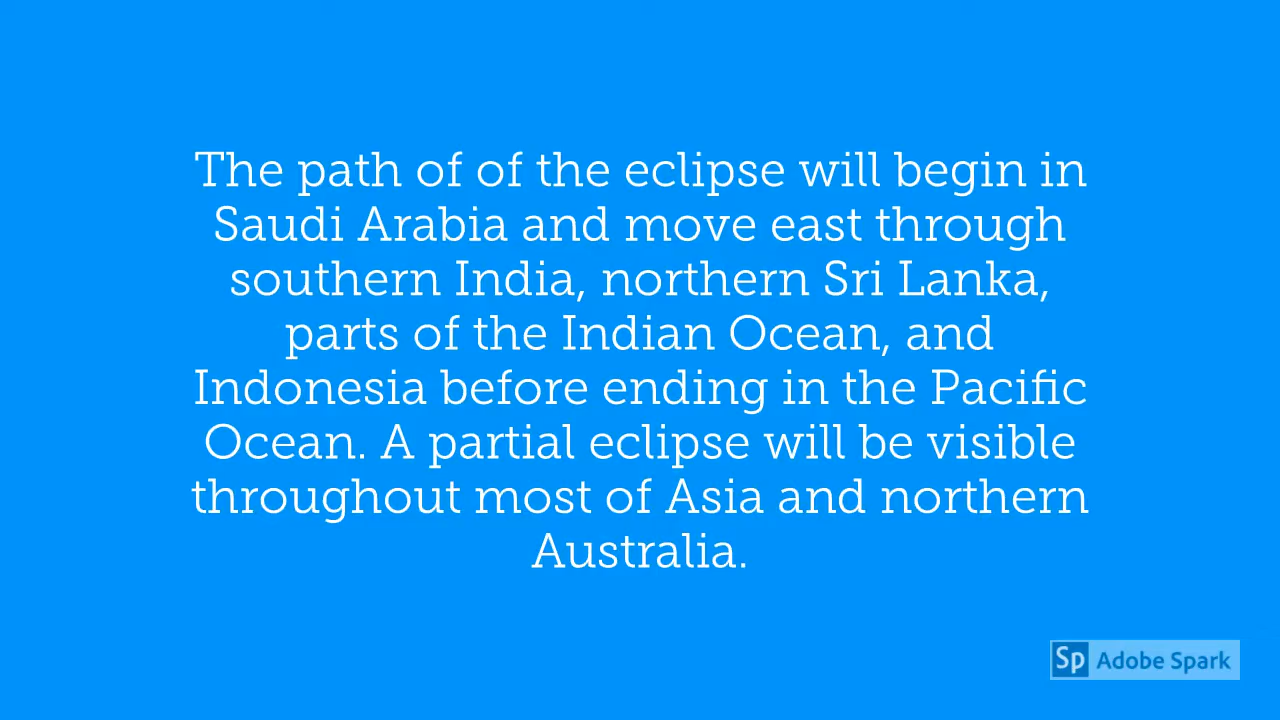 The path of of the eclipse will begin in
Saudi Arabia and move east through
southern India, northern Sri Lanka,
parts of the Indian Ocean, and
Indonesia before ending in the Pacific
Ocean. A partial eclipse will be visible
throughout most of Asia and northern
Australia.
Sp Adobe Spark